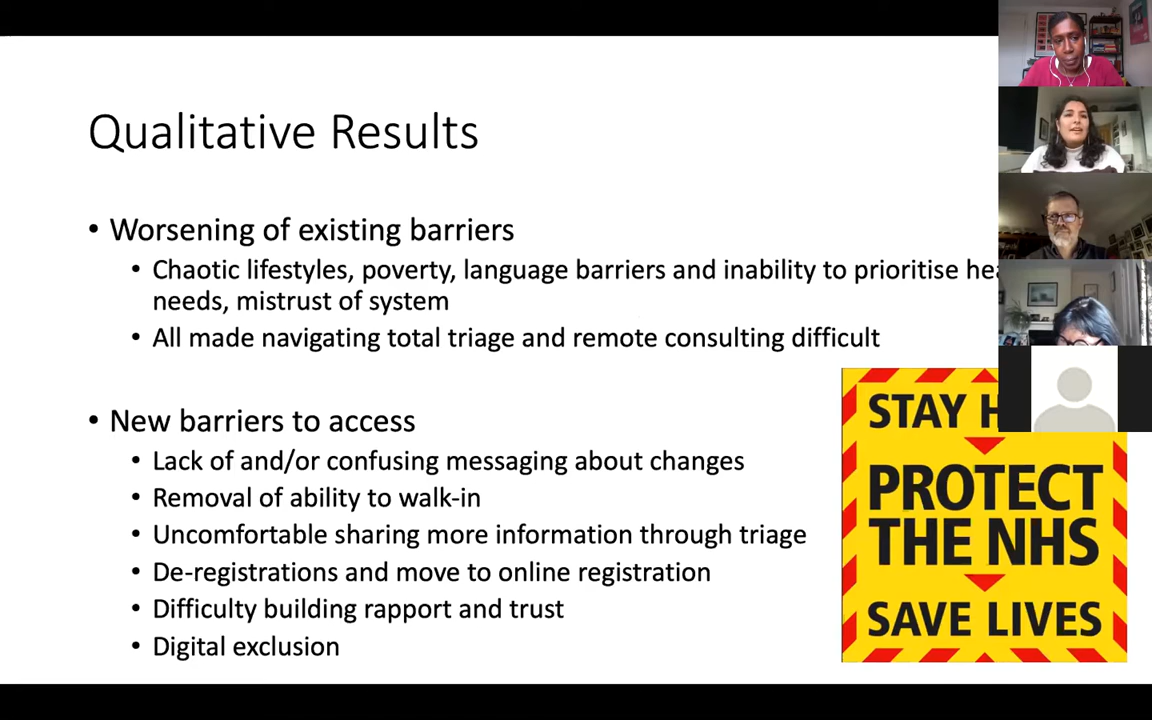 Qualitative Results
• Worsening of existing barriers
• Chaotic lifestyles, poverty, language barriers and inability to prioritise
needs, mistrust of system
• All made navigating total triage and remote consulting difficult
• New barriers to access
• Lack of and/or confusing messaging about changes
• Removal of ability to walk-in
• Uncomfortable sharing more information through triage
• De-registrations and move to online registration
• Difficulty building rapport and trust
• Digital exclusion
STAY
PROTECT
THE NHS
SAVE LIVES